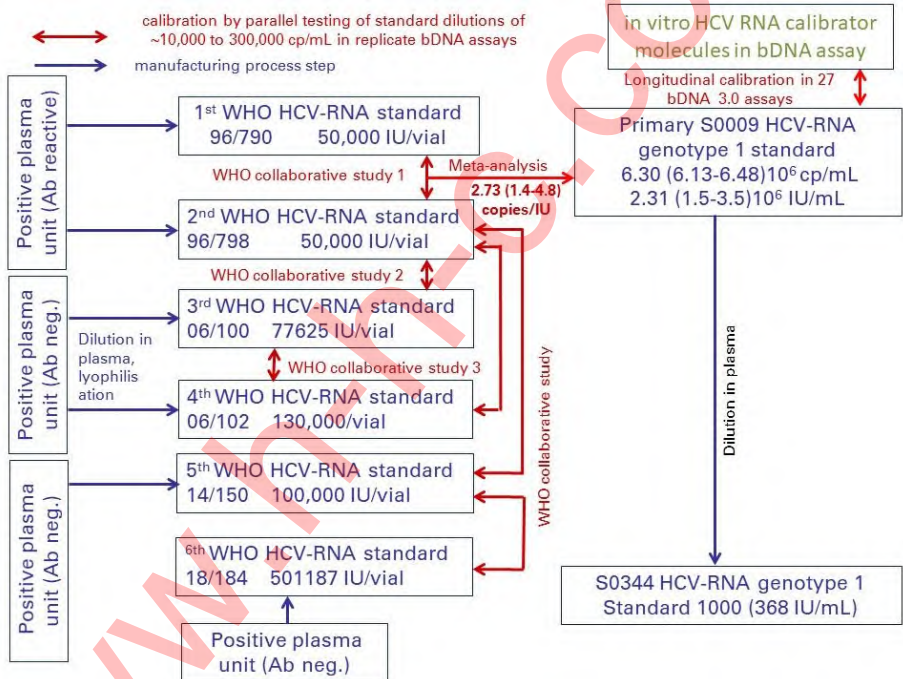 calibration by parallel testing of standard dilutions of
~10,000 to 300,000 cp/mL in replicate bDNA assays
manufacturing process step
in vitro HCV RNA calibrator
molecules in bDNA assay
Longitudinal calibration in 27
bDNA 3.0 assays
Positive plasma
unit (Ab reactive)
1st WHO HCV-RNA standard
96/790 50,000 IU/vial
WHO collaborative study 1
Meta-analysis
2.73 (1.4-4.8)
copies/IU
Primary S0009 HCV-RNA
genotype 1 standard
6.30 (6.13-6.48)10⁶ cp/mL
2.31 (1.5-3.5)10⁶ IU/mL
2nd WHO HCV-RNA standard
96/798 50,000 IU/vial
WHO collaborative study 2
Positive plasma
unit (Ab neg.)
Dilution in
plasma,
lyophilis
ation
3rd WHO HCV-RNA standard
06/100 77625 IU/vial
WHO collaborative study 3
4th WHO HCV-RNA standard
06/102 130,000/vial
WHO collaborative study
Dilution in plasma
Positive plasma
unit (Ab neg.)
5th WHO HCV-RNA standard
14/150 100,000 IU/vial
6th WHO HCV-RNA standard
18/184 501187 IU/vial
Positive plasma
unit (Ab neg.)
S0344 HCV-RNA genotype 1
Standard 1000 (368 IU/mL)
www.h-h-c.co